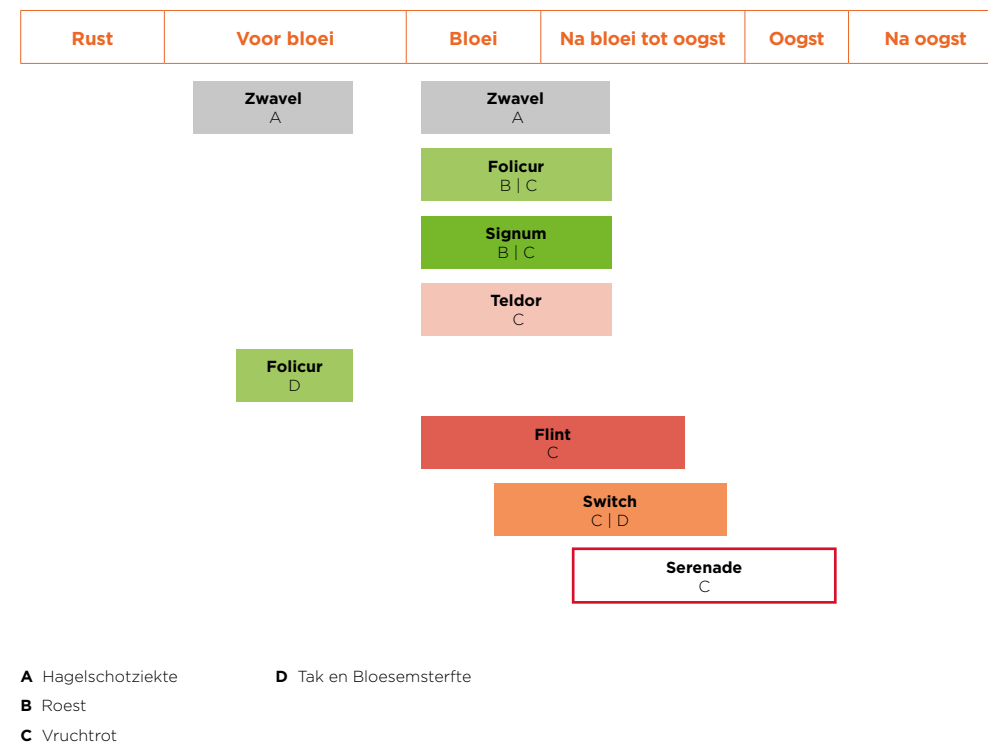 Rust Voor bloei Bloei Na bloei tot oogst Oogst Na oogst
Zwavel Zwavel
A A
Folicur
B | C
Signum
B | C
Teldor
C
Folicur
D
Flint
C
Switch
C | D
Serenade
C
A Hagelschotziekte D Tak en Bloesemsterfte
B Roest
C Vruchtrot